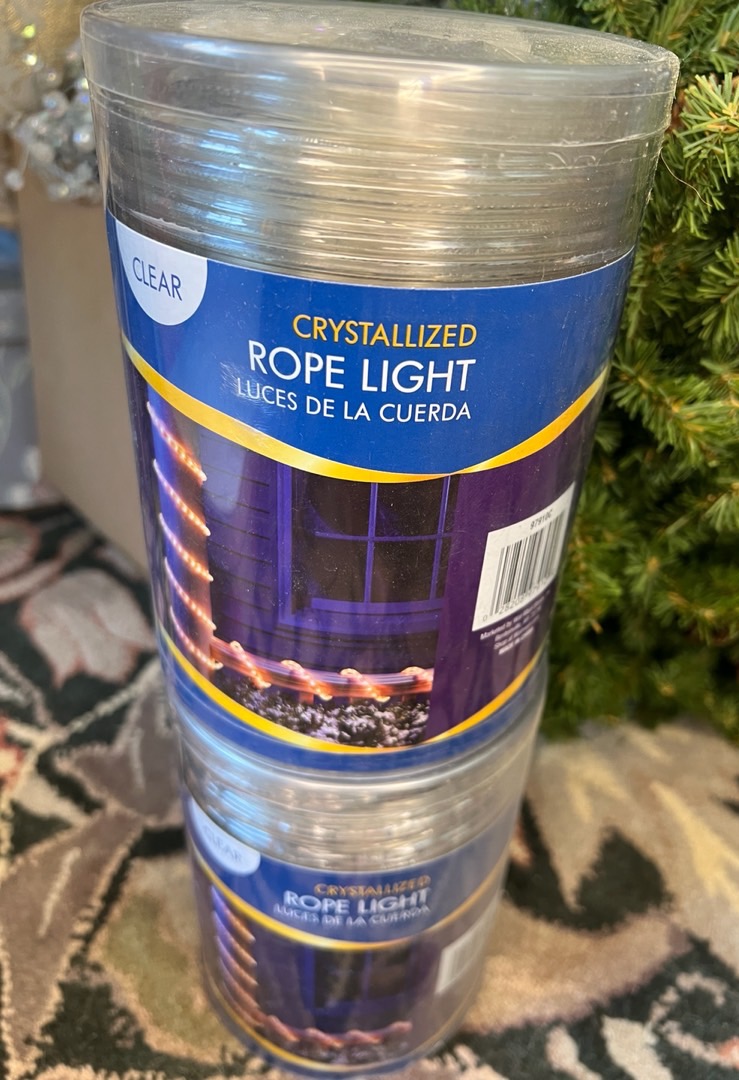 CLEAR
CRYSTALLIZED
ROPE LIGHT
LUCES DE LA CUERDA
CLEAR
CRYSTALLIZED
ROPE LIGHT
LUCES DE LA CUERDA